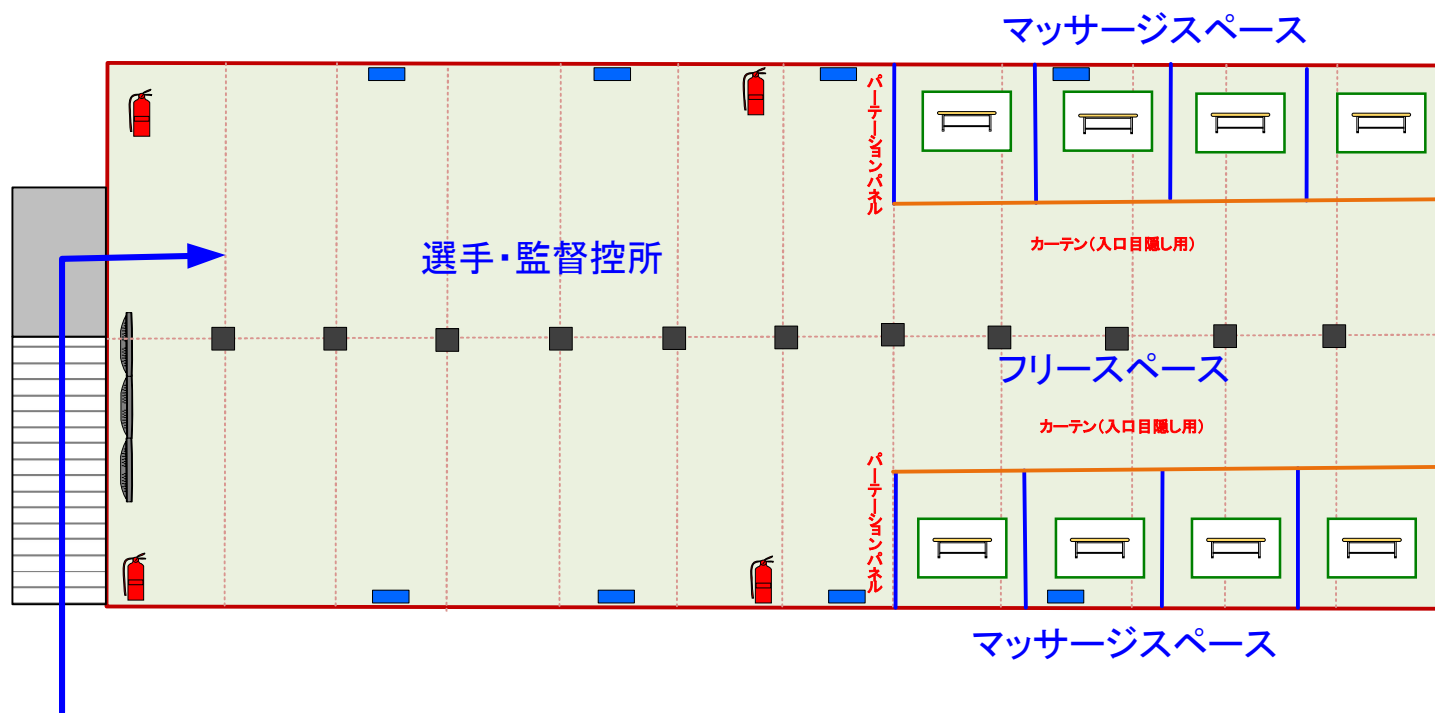 マッサージスペース
パーテーションパネル
選手・監督控所
カーテン(入口目隠し用)
フリースペース
カーテン(入口目隠し用)
パーテーションパネル
マッサージスペース